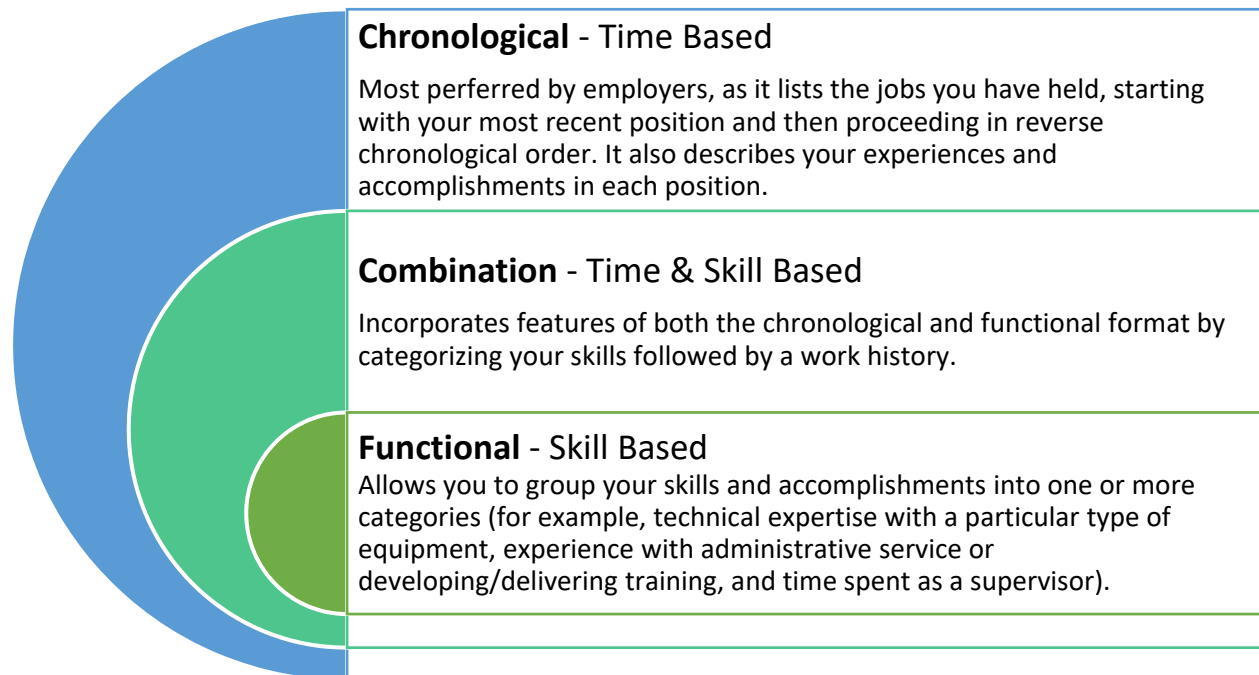 Chronological - Time Based
Most perferred by employers, as it lists the jobs you have held, starting
with your most recent position and then proceeding in reverse
chronological order. It also describes your experiences and
accomplishments in each position.
Combination - Time & Skill Based
Incorporates features of both the chronological and functional format by
categorizing your skills followed by a work history.
Functional - Skill Based
Allows you to group your skills and accomplishments into one or more
categories (for example, technical expertise with a particular type of
equipment, experience with administrative service or
developing/delivering training, and time spent as a supervisor).